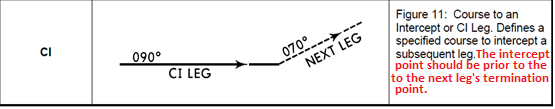 CI
090°
CI LEG
070°
NEXT LEG
Figure 11: Course to an
Intercept or CI Leg. Defines a
specified course to intercept a
subsequent leg.The intercept
point should be prior to the
to the next leg's termination
point.